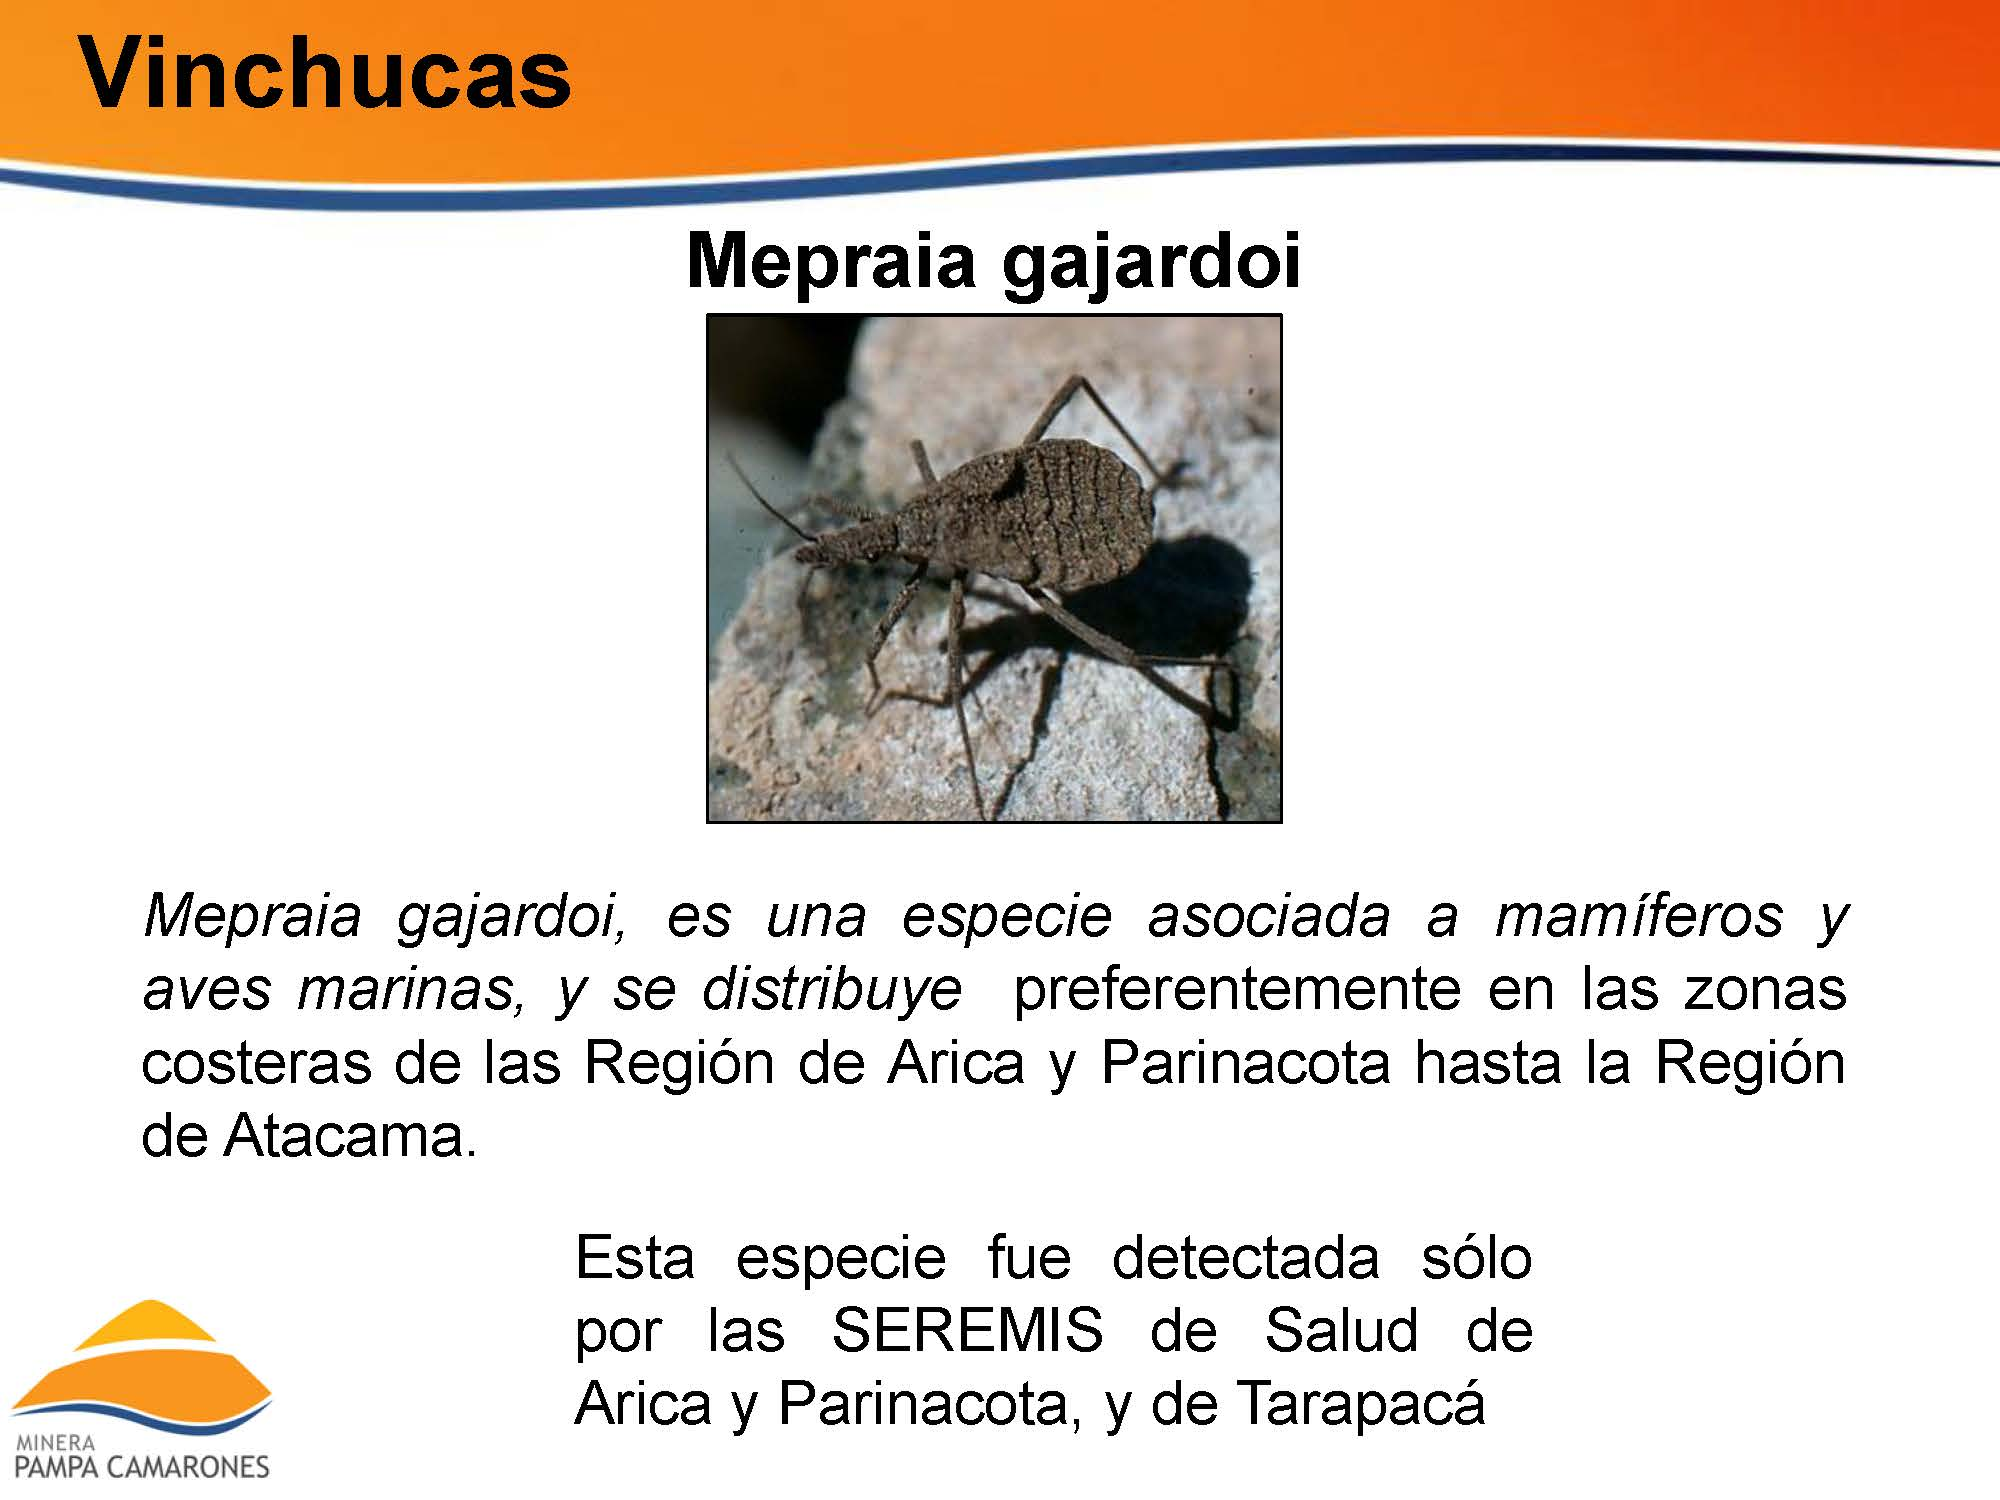 Vinchucas
Mepraia gajardoi
Mepraia gajardoi, es una especie asociada a mamíferos y
aves marinas, y se distribuye preferentemente en las zonas
costeras de las Región de Arica y Parinacota hasta la Región
de Atacama.
Esta especie fue detectada sólo
por las SEREMIS de Salud de
Arica y Parinacota, y de Tarapacá
MINERA
PAMPA CAMARONES